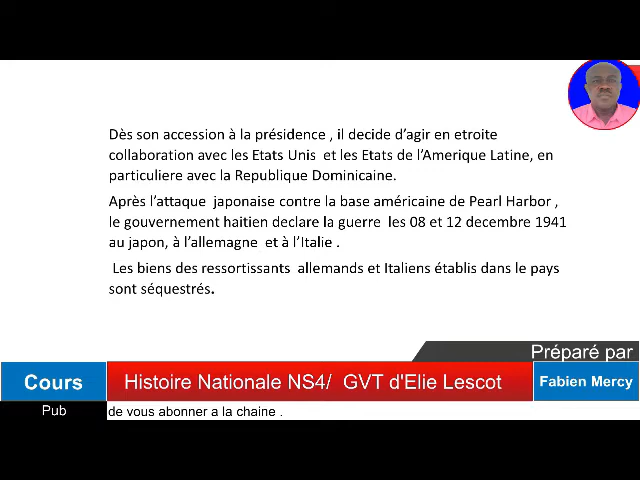 Dès son accession à la présidence , il decide d'agir en etroite
collaboration avec les Etats Unis et les Etats de l'Amerique Latine, en
particuliere avec la Republique Dominicaine.
Après l'attaque japonaise contre la base américaine de Pearl Harbor ,
le gouvernement haitien declare la guerre les 08 et 12 decembre 1941
au japon, à l'allemagne et à l'Italie .
Les biens des ressortissants allemands et Italiens établis dans le pays
sont séquestrés.
Préparé par
Cours
Histoire Nationale NS4/ GVT d'Elie Lescot
Fabien Mercy
Pub
de vous abonner a la chaine .